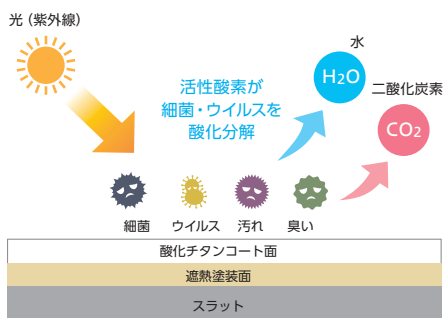 光（紫外線）
水
H2O
活性酸素が
細菌・ウイルスを
酸化分解
二酸化炭素
CO2
細菌 ウイルス 汚れ 臭い
酸化チタンコート面
遮熱塗装面
スラット